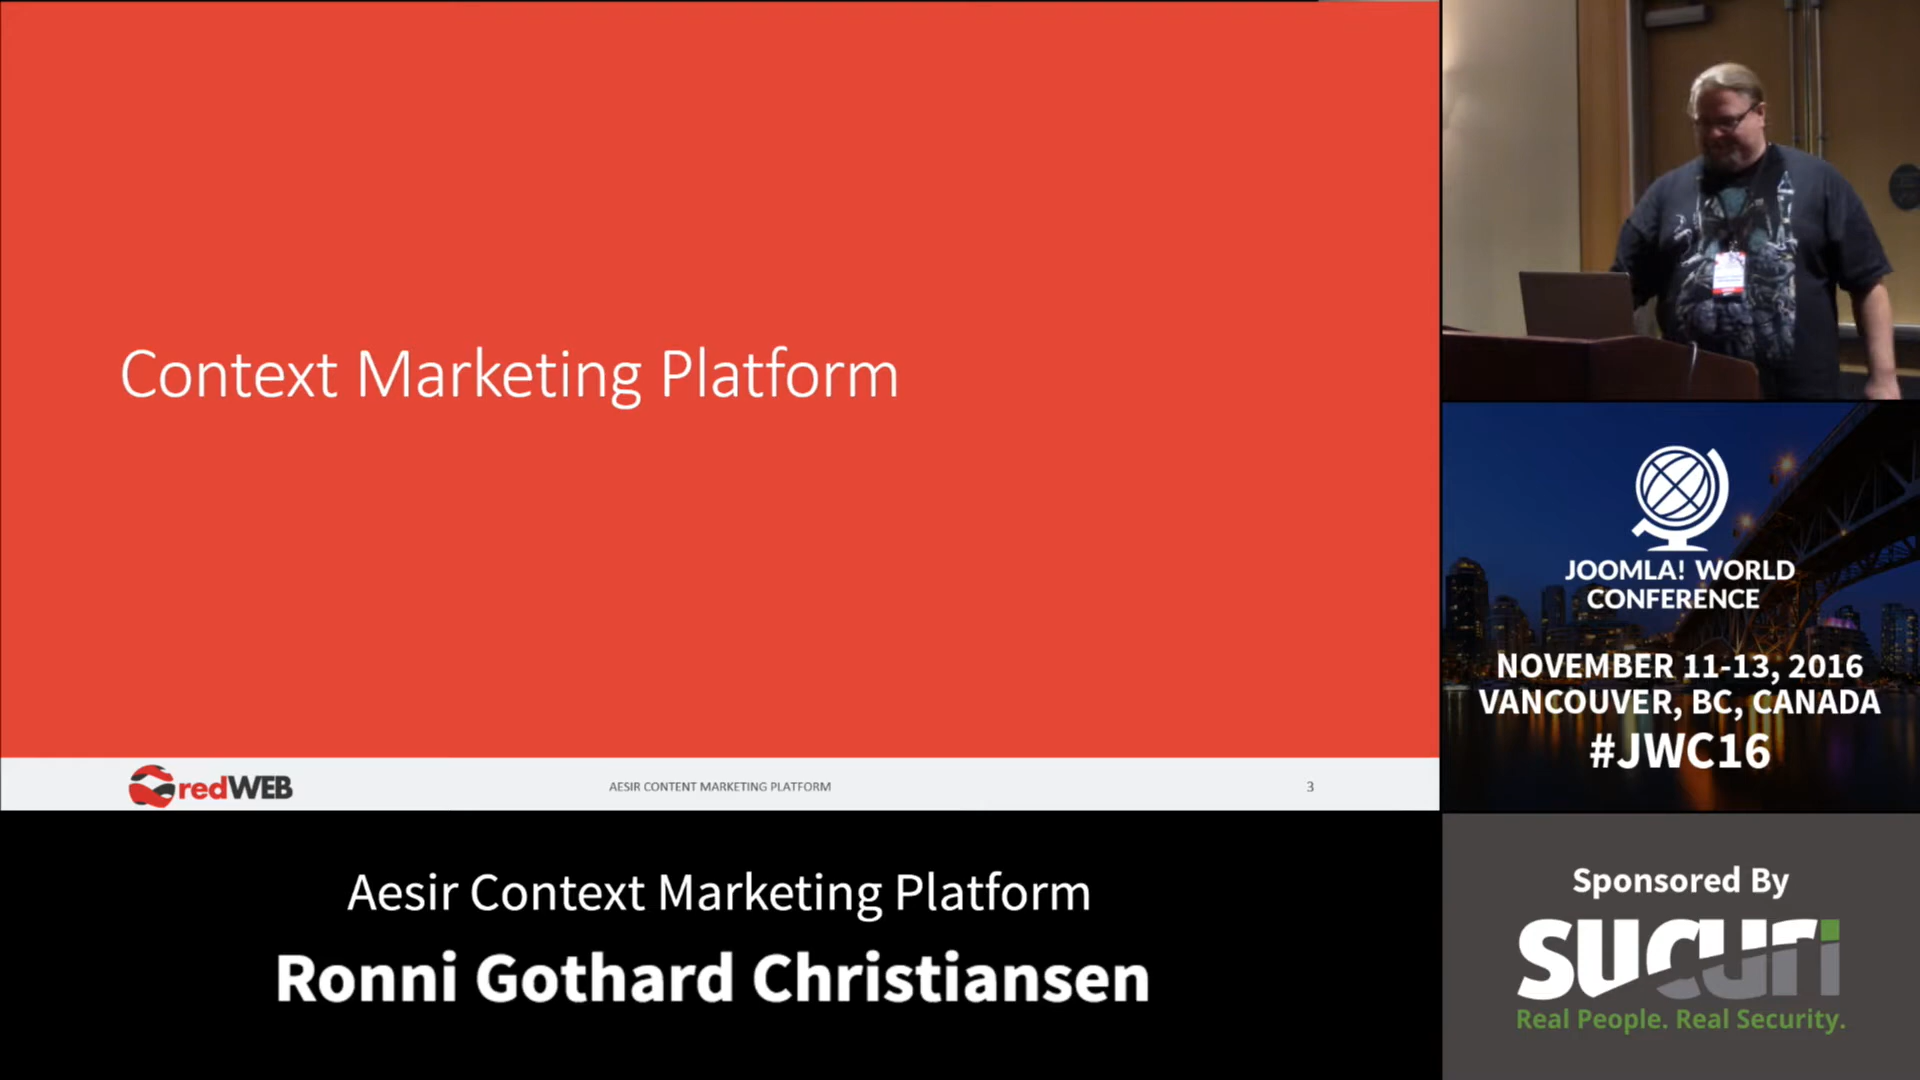 Context Marketing Platform
redWEB
AESIR CONTENT MARKETING PLATFORM
3
JOOMLA! WORLD
CONFERENCE
NOVEMBER 11-13, 2016
VANCOUVER, BC, CANADA
#JWC16
Aesir Context Marketing Platform
Ronni Gothard Christiansen
Sponsored By
SUCURI
Real People. Real Security.